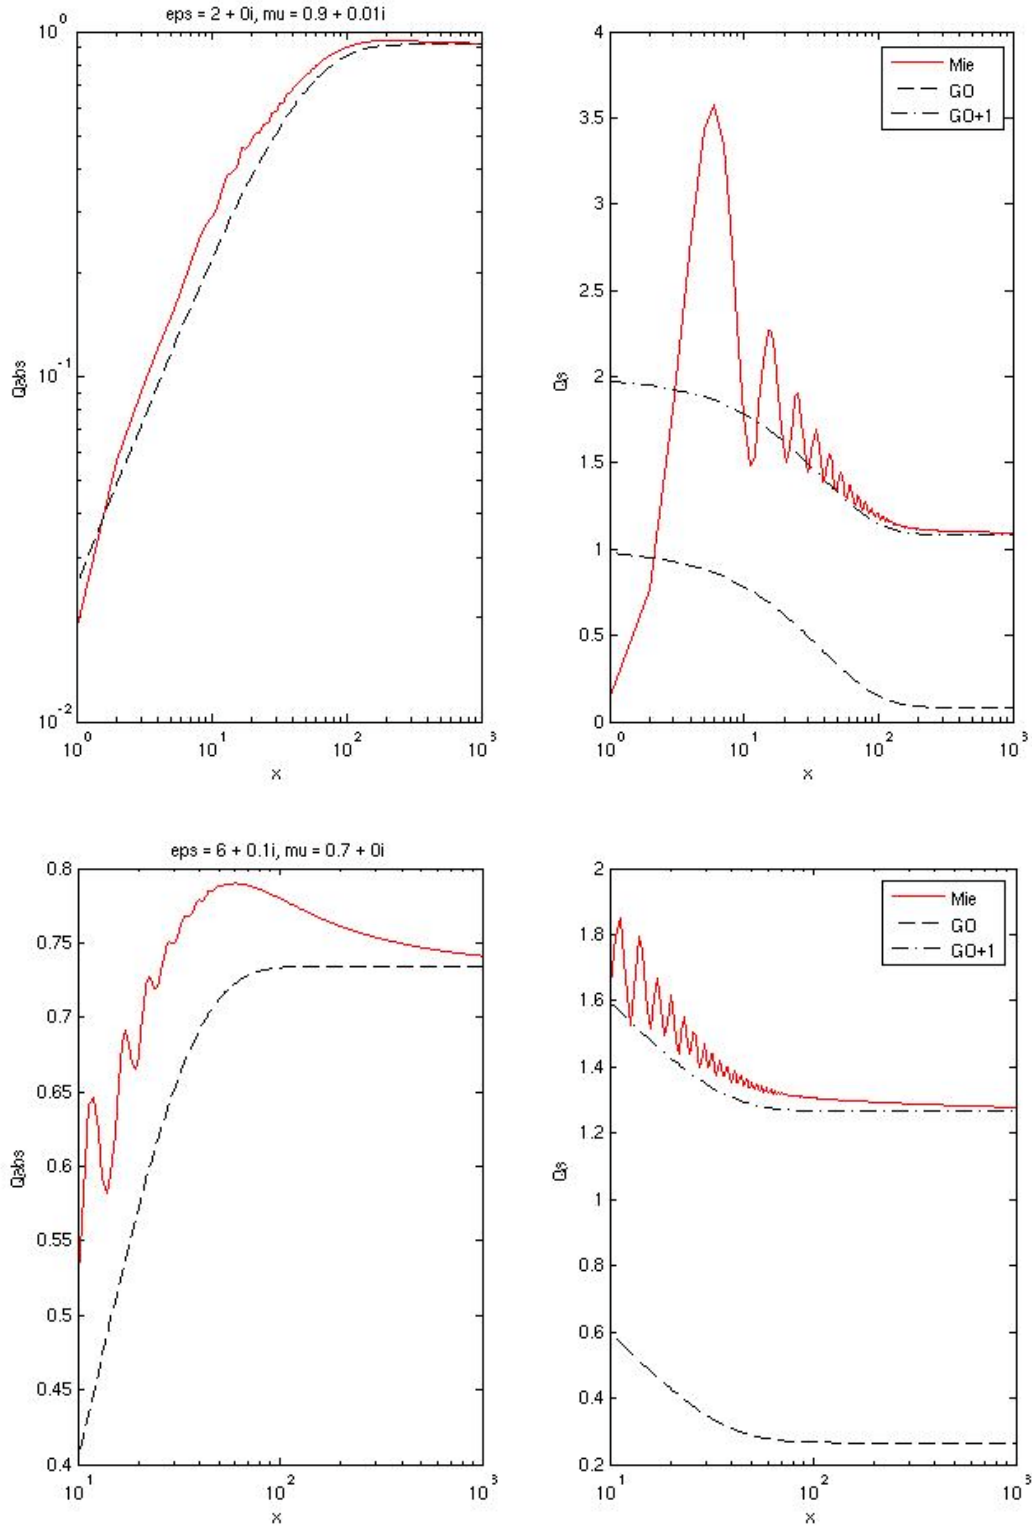 eps = 2 + 0i, mu = 0.9 + 0.01i
10^0
10^-1
10^-2
Qabs
10^0 10^1 10^2 10^3
x
4
3.5
3
2.5
2
1.5
1
0.5
0
Qs
Mie
GO
GO+1
10^0 10^1 10^2 10^3
x
eps = 6 + 0.1i, mu = 0.7 + 0i
0.8
0.75
0.7
0.65
0.6
0.55
0.5
0.45
0.4
Qabs
10^1 10^2 10^3
x
2
1.8
1.6
1.4
1.2
1
0.8
0.6
0.4
0.2
Qs
Mie
GO
GO+1
10^1 10^2 10^3
x